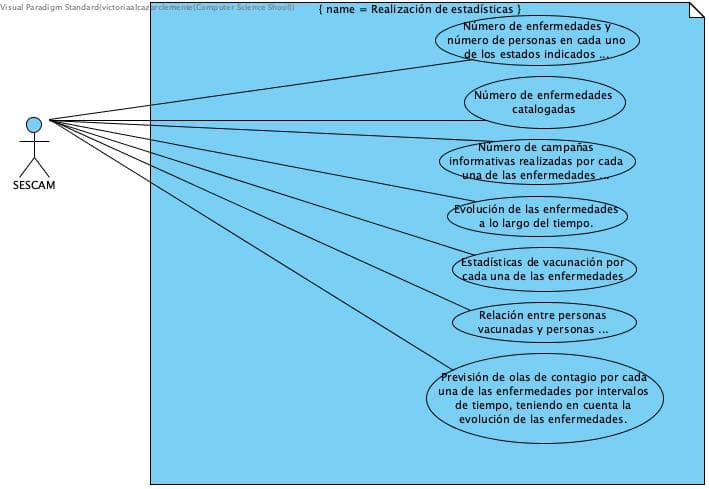 Visual Paradigm Standard(victoriaalcazarclemente(Computer Science Shool))
{ name = Realización de estadísticas }
Número de enfermedades y
número de personas en cada uno
de los estados indicados ...
Número de enfermedades
catalogadas
Número de campañas
informativas realizadas por cada
una de las enfermedades ...
SESCAM
Evolución de las enfermedades
a lo largo del tiempo.
Estadísticas de vacunación por
cada una de las enfermedades
Relación entre personas
vacunadas y personas ...
Previsión de olas de contagio por cada
una de las enfermedades por intervalos
de tiempo, teniendo en cuenta la
evolución de las enfermedades.